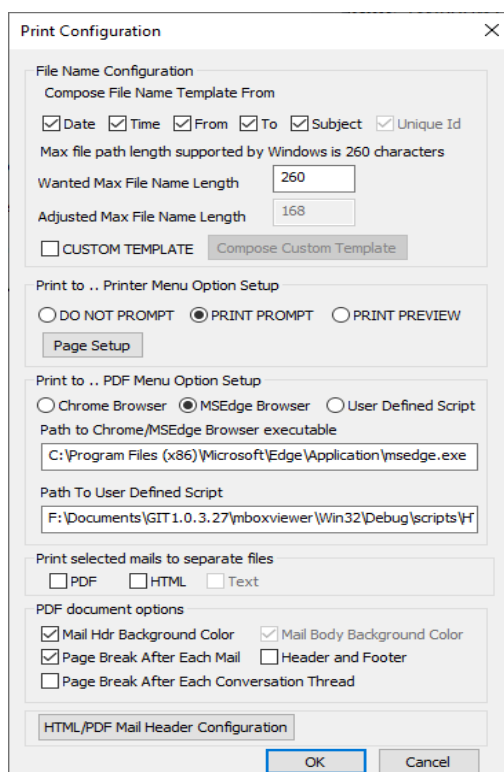 Print Configuration
File Name Configuration
Compose File Name Template From
Date Time From To Subject Unique Id
Max file path length supported by Windows is 260 characters
Wanted Max File Name Length 260
Adjusted Max File Name Length 168
CUSTOM TEMPLATE Compose Custom Template
Print to .. Printer Menu Option Setup
DO NOT PROMPT PRINT PROMPT PRINT PREVIEW
Page Setup
Print to .. PDF Menu Option Setup
Chrome Browser MSEdge Browser User Defined Script
Path to Chrome/MSEdge Browser executable
C:\Program Files (x86)\Microsoft\Edge\Application\msedge.exe
Path To User Defined Script
F:\Documents\GIT1.0.3.27\mboxviewer\Win32\Debug\scripts\H
Print selected mails to separate files
PDF HTML Text
PDF document options
Mail Hdr Background Color Mail Body Background Color
Page Break After Each Mail Header and Footer
Page Break After Each Conversation Thread
HTML/PDF Mail Header Configuration
OK Cancel